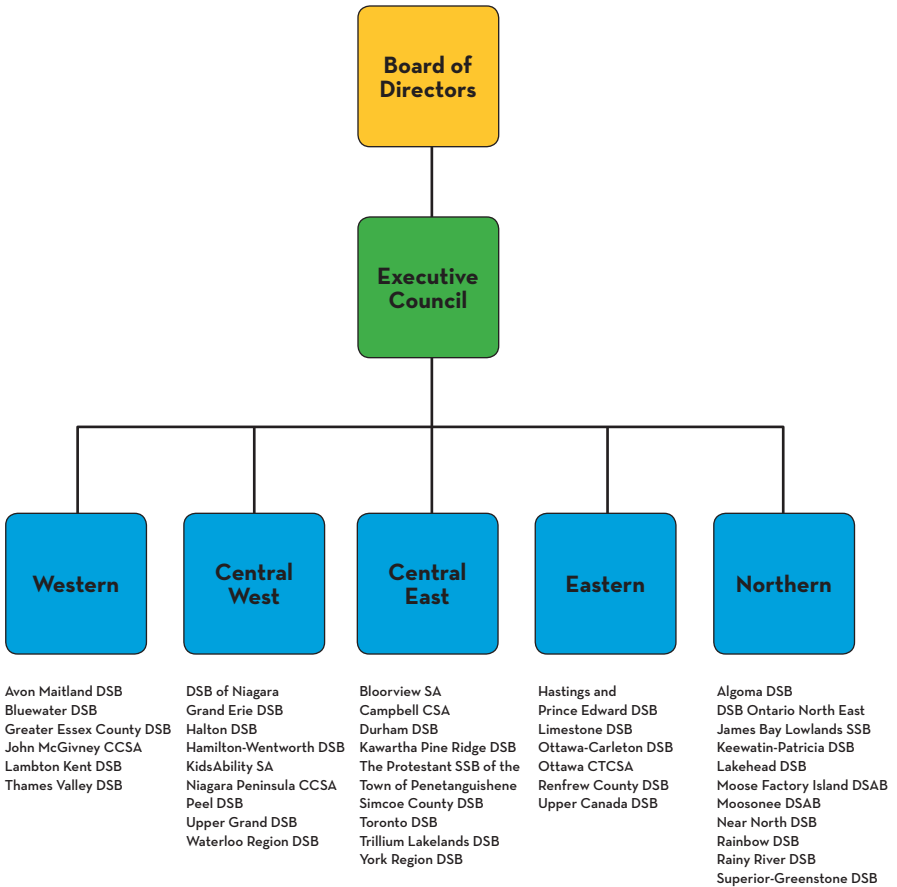 Board of
Directors
Executive
Council
Western
Central
West
Central
East
Eastern
Northern
Avon Maitland DSB
Bluewater DSB
Greater Essex County DSB
John McGivney CCSA
Lambton Kent DSB
Thames Valley DSB
DSB of Niagara
Grand Erie DSB
Halton DSB
Hamilton-Wentworth DSB
KidsAbility SA
Niagara Peninsula CCSA
Peel DSB
Upper Grand DSB
Waterloo Region DSB
Bloorview SA
Campbell CSA
Durham DSB
Kawartha Pine Ridge DSB
The Protestant SSB of the
Town of Penetanguishene
Simcoe County DSB
Toronto DSB
Trillium Lakelands DSB
York Region DSB
Hastings and
Prince Edward DSB
Limestone DSB
Ottawa-Carleton DSB
Ottawa CTCSA
Renfrew County DSB
Upper Canada DSB
Algoma DSB
DSB Ontario North East
James Bay Lowlands SSB
Keewatin-Patricia DSB
Lakehead DSB
Moose Factory Island DSAB
Moosonee DSAB
Near North DSB
Rainbow DSB
Rainy River DSB
Superior-Greenstone DSB